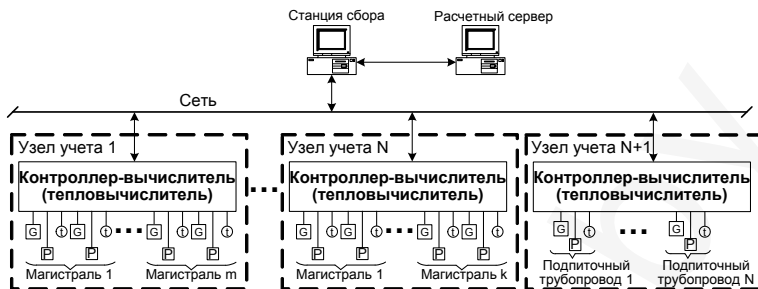 Станция сбора
Расчетный сервер
Сеть
Узел учета 1
Контроллер-вычислитель
(тепловычислитель)
G t G t G t G t
P P P P
Магистраль 1
Магистраль m
Узел учета N
Контроллер-вычислитель
(тепловычислитель)
G t G t G t G t
P P P P
Магистраль 1
Магистраль k
Узел учета N+1
Контроллер-вычислитель
(тепловычислитель)
G t G t
P P
Подпиточный
трубопровод 1
Подпиточный
трубопровод N